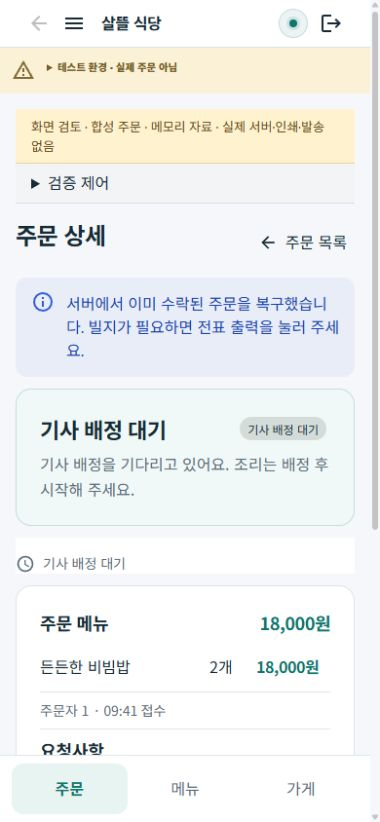 살뜰 식당
▶ 테스트 환경 · 실제 주문 아님
화면 검토 · 합성 주문 · 메모리 자료 · 실제 서버·인쇄·발송
없음
▶ 검증 제어
주문 상세
← 주문 목록
서버에서 이미 수락된 주문을 복구했습니
다. 빌지가 필요하면 전표 출력을 눌러 주세
요.
기사 배정 대기
기사 배정 대기
기사 배정을 기다리고 있어요. 조리는 배정 후
시작해 주세요.
기사 배정 대기
주문 메뉴 18,000원
든든한 비빔밥 2개 18,000원
주문자 1 · 09:41 접수
요청사항
주문 메뉴 가게